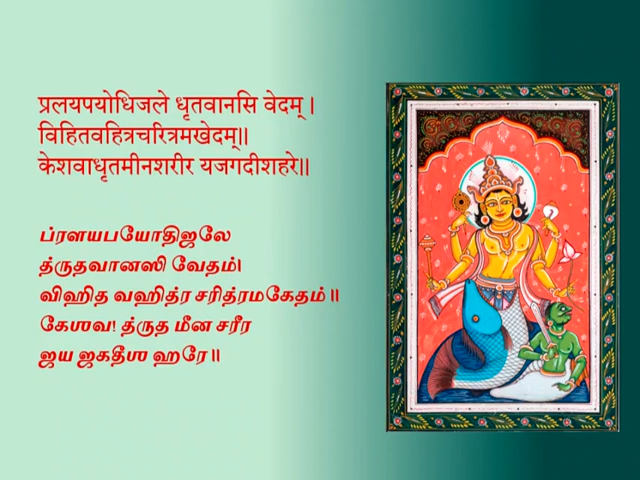 प्रलयपयोधिजले धृतवानसि वेदम् ।
विहितवहित्रचरित्रमखेदम्॥
केशवाधृतमीनशरीर यजगदीशहरे॥
ப்ரளயபயோதிஜலே
த்ருதவானஸி வேதம்।
விஹித வஹித்ர சரித்ரமகேதம் ॥
கேஶவ! த்ருத மீன சரீர
ஜய ஜகதீஶ ஹரே ॥